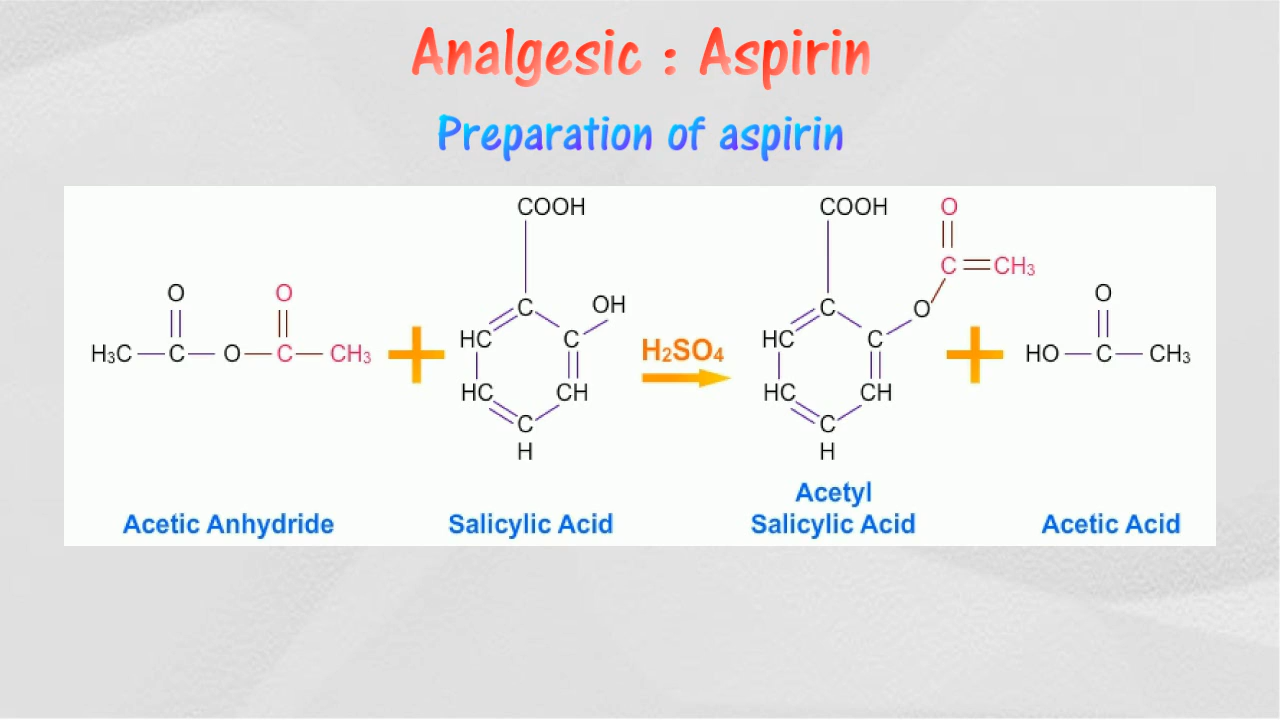 Analgesic : Aspirin
Preparation of aspirin
COOH COOH O
C CH₃
O O C OH C O O
H₃C C O C CH₃ + HC C H₂SO₄ HC C + HO C CH₃
HC CH HC CH
C C
H H
Acetyl
Acetic Anhydride Salicylic Acid Salicylic Acid Acetic Acid